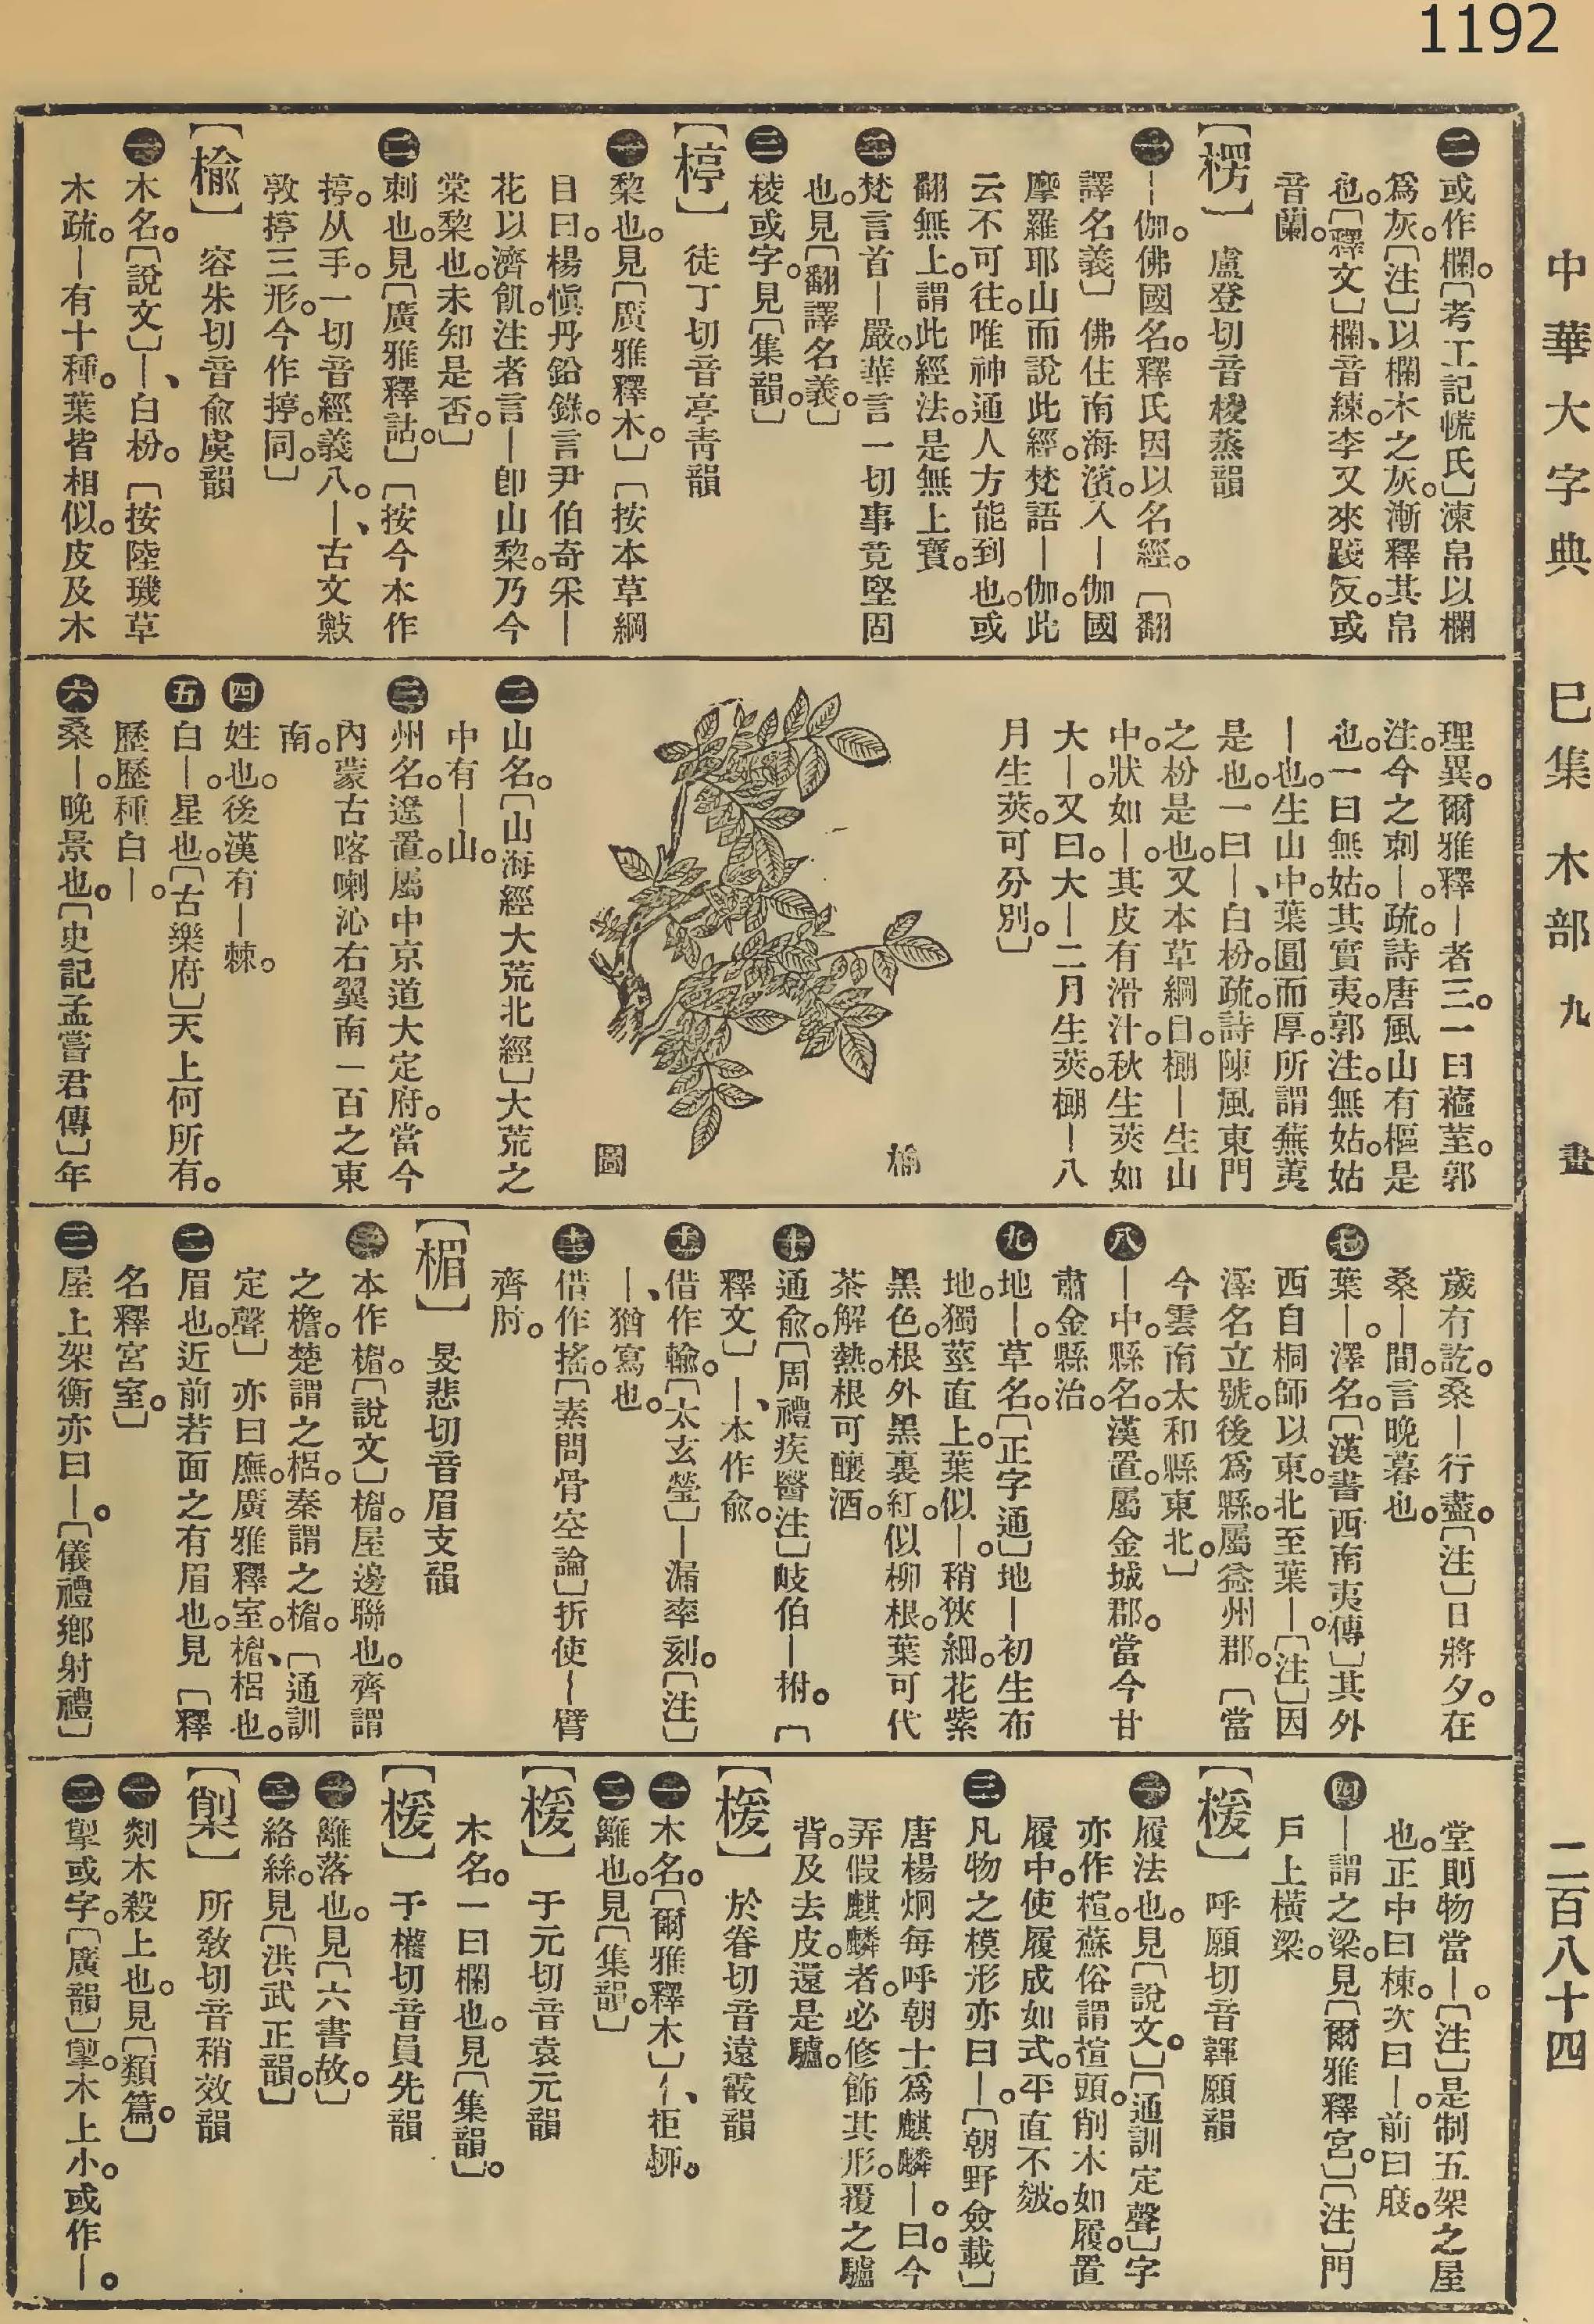 1192
中華大字典 巳集 木部 九畫 二百八十四
㊁或作欄。〔考工記㡛氏〕湅帛以欄
爲灰。〔注〕以欄木之灰。漸釋其帛
也。〔釋文〕欄、音練。李又來踐反。或
音蘭。
〔楞〕 盧登切音棱蒸韻
㊀—伽。佛國名。釋氏因以名經。〔翻
譯名義〕佛住南海濱。入—伽國
摩羅耶山而說此經。梵語—伽。此
云不可往。唯神通人方能到也。或
翻無上。謂此經法。是無上寶。
㊁梵言首—嚴。華言一切事竟堅固
也。見〔翻譯名義。〕
㊂棱或字。見〔集韻。〕
〔楟〕 徒丁切音亭靑韻
㊀棃也。見〔廣雅釋木。〕〔按本草綱
目曰。楊愼丹鉛錄。言尹伯奇采—
花以濟飢。注者言—卽山棃。乃今
棠棃也。未知是否。〕
㊁刺也。見〔廣雅釋詁。〕〔按今本作
揨。从手。一切音經義八。—、古文㪣
敦揨三形。今作揨。同。〕
〔楡〕 容朱切音俞虞韻
㊀木名。〔說文〕—、白枌。〔按陸璣草
木疏。—有十種。葉皆相似。皮及木
理異。爾雅釋—者三。一曰藲荎。郭
注。今之刺—。疏。詩唐風山有樞是
也。一曰無姑。其實夷。郭注。無姑。姑
—也。生山中。葉圓而厚。所謂蕪荑
是也。一曰—、白枌。疏。詩陳風東門
之枌是也。又本草綱目。榔—生山
中。狀如—。其皮有滑汁。秋生莢如
大—。又曰。大—二月生莢。榔—八
月生莢。可分別。〕
楡
圖
㊁山名。〔山海經大荒北經〕大荒之
中有—山。
㊂州名。遼置。屬中京道大定府。當今
內蒙古喀喇沁右翼南一百之東
南。
㊃姓也。後漢有—棘。
㊄白—。星也。〔古樂府〕天上何所有。
歷歷種白—。
㊅桑—。晚景也。〔史記孟嘗君傳〕年
歲有訖。桑—行盡。〔注〕日將夕。在
桑—間。言晚暮也。
㊆葉—。澤名。〔漢書西南夷傳〕其外
西自桐師以東。北至葉—。〔注〕因
澤名立號。後爲縣。屬益州郡。〔當
今雲南太和縣東北。〕
㊇—中。縣名。漢置。屬金城郡。當今甘
肅金縣治。
㊈地—。草名。〔正字通〕地—初生布
地。獨莖直上。葉似—。稍狹細。花紫
黑色。根外黑裏紅。似柳根。葉可代
茶解熱。根可釀酒。
㊉通俞。〔周禮疾醫注〕岐伯—柎。〔
釋文〕—、本作俞。
十一借作輸。〔太玄瑩〕—漏率刻。〔注〕
—、猶寫也。
十二借作搖。〔素問骨空論〕折使—臂
齊肘。
〔楣〕 旻悲切音眉支韻
㊀本作楣。〔說文〕楣。屋邊聯也。齊謂
之檐。楚謂之梠。秦謂之楣。〔通訓
定聲〕亦曰廡。廣雅釋室。楣、梠也。
㊁眉也。近前若面之有眉也。見〔釋
名釋宮室。〕
㊂屋上架衡亦曰—。〔儀禮鄉射禮〕
堂則物當—。〔注〕是制五架之屋
也。正中曰棟。次曰—。前曰庪。
㊃—謂之梁。見〔爾雅釋宮。〕〔注〕門
戶上橫梁。
〔楥〕 呼願切音韗願韻
㊀履法也。見〔說文。〕〔通訓定聲〕字
亦作楦。蘇俗謂楦頭。削木如履。置
履中。使履成如式。平直不皺。
㊁凡物之模形亦曰—。〔朝野僉載〕
唐楊炯每呼朝士爲麒麟—。曰。今
弄假麒麟者。必修飾其形。覆之驢
背。及去皮。還是驢。
〔楥〕 於眷切音遠霰韻
㊀木名。〔爾雅釋木〕—、柜桺。
㊁籬也。見〔集韻。〕
〔楥〕 于元切音袁元韻
木名。一曰欄也。見〔集韻〕。
〔楥〕 于權切音員先韻
㊀籬落也。見〔六書故。〕
㊁絡絲。見〔洪武正韻。〕
〔㮐〕 所敎切音稍效韻
㊀剡木殺上也。見〔類篇。〕
㊁揱或字。〔廣韻〕揱。木上小。或作—。